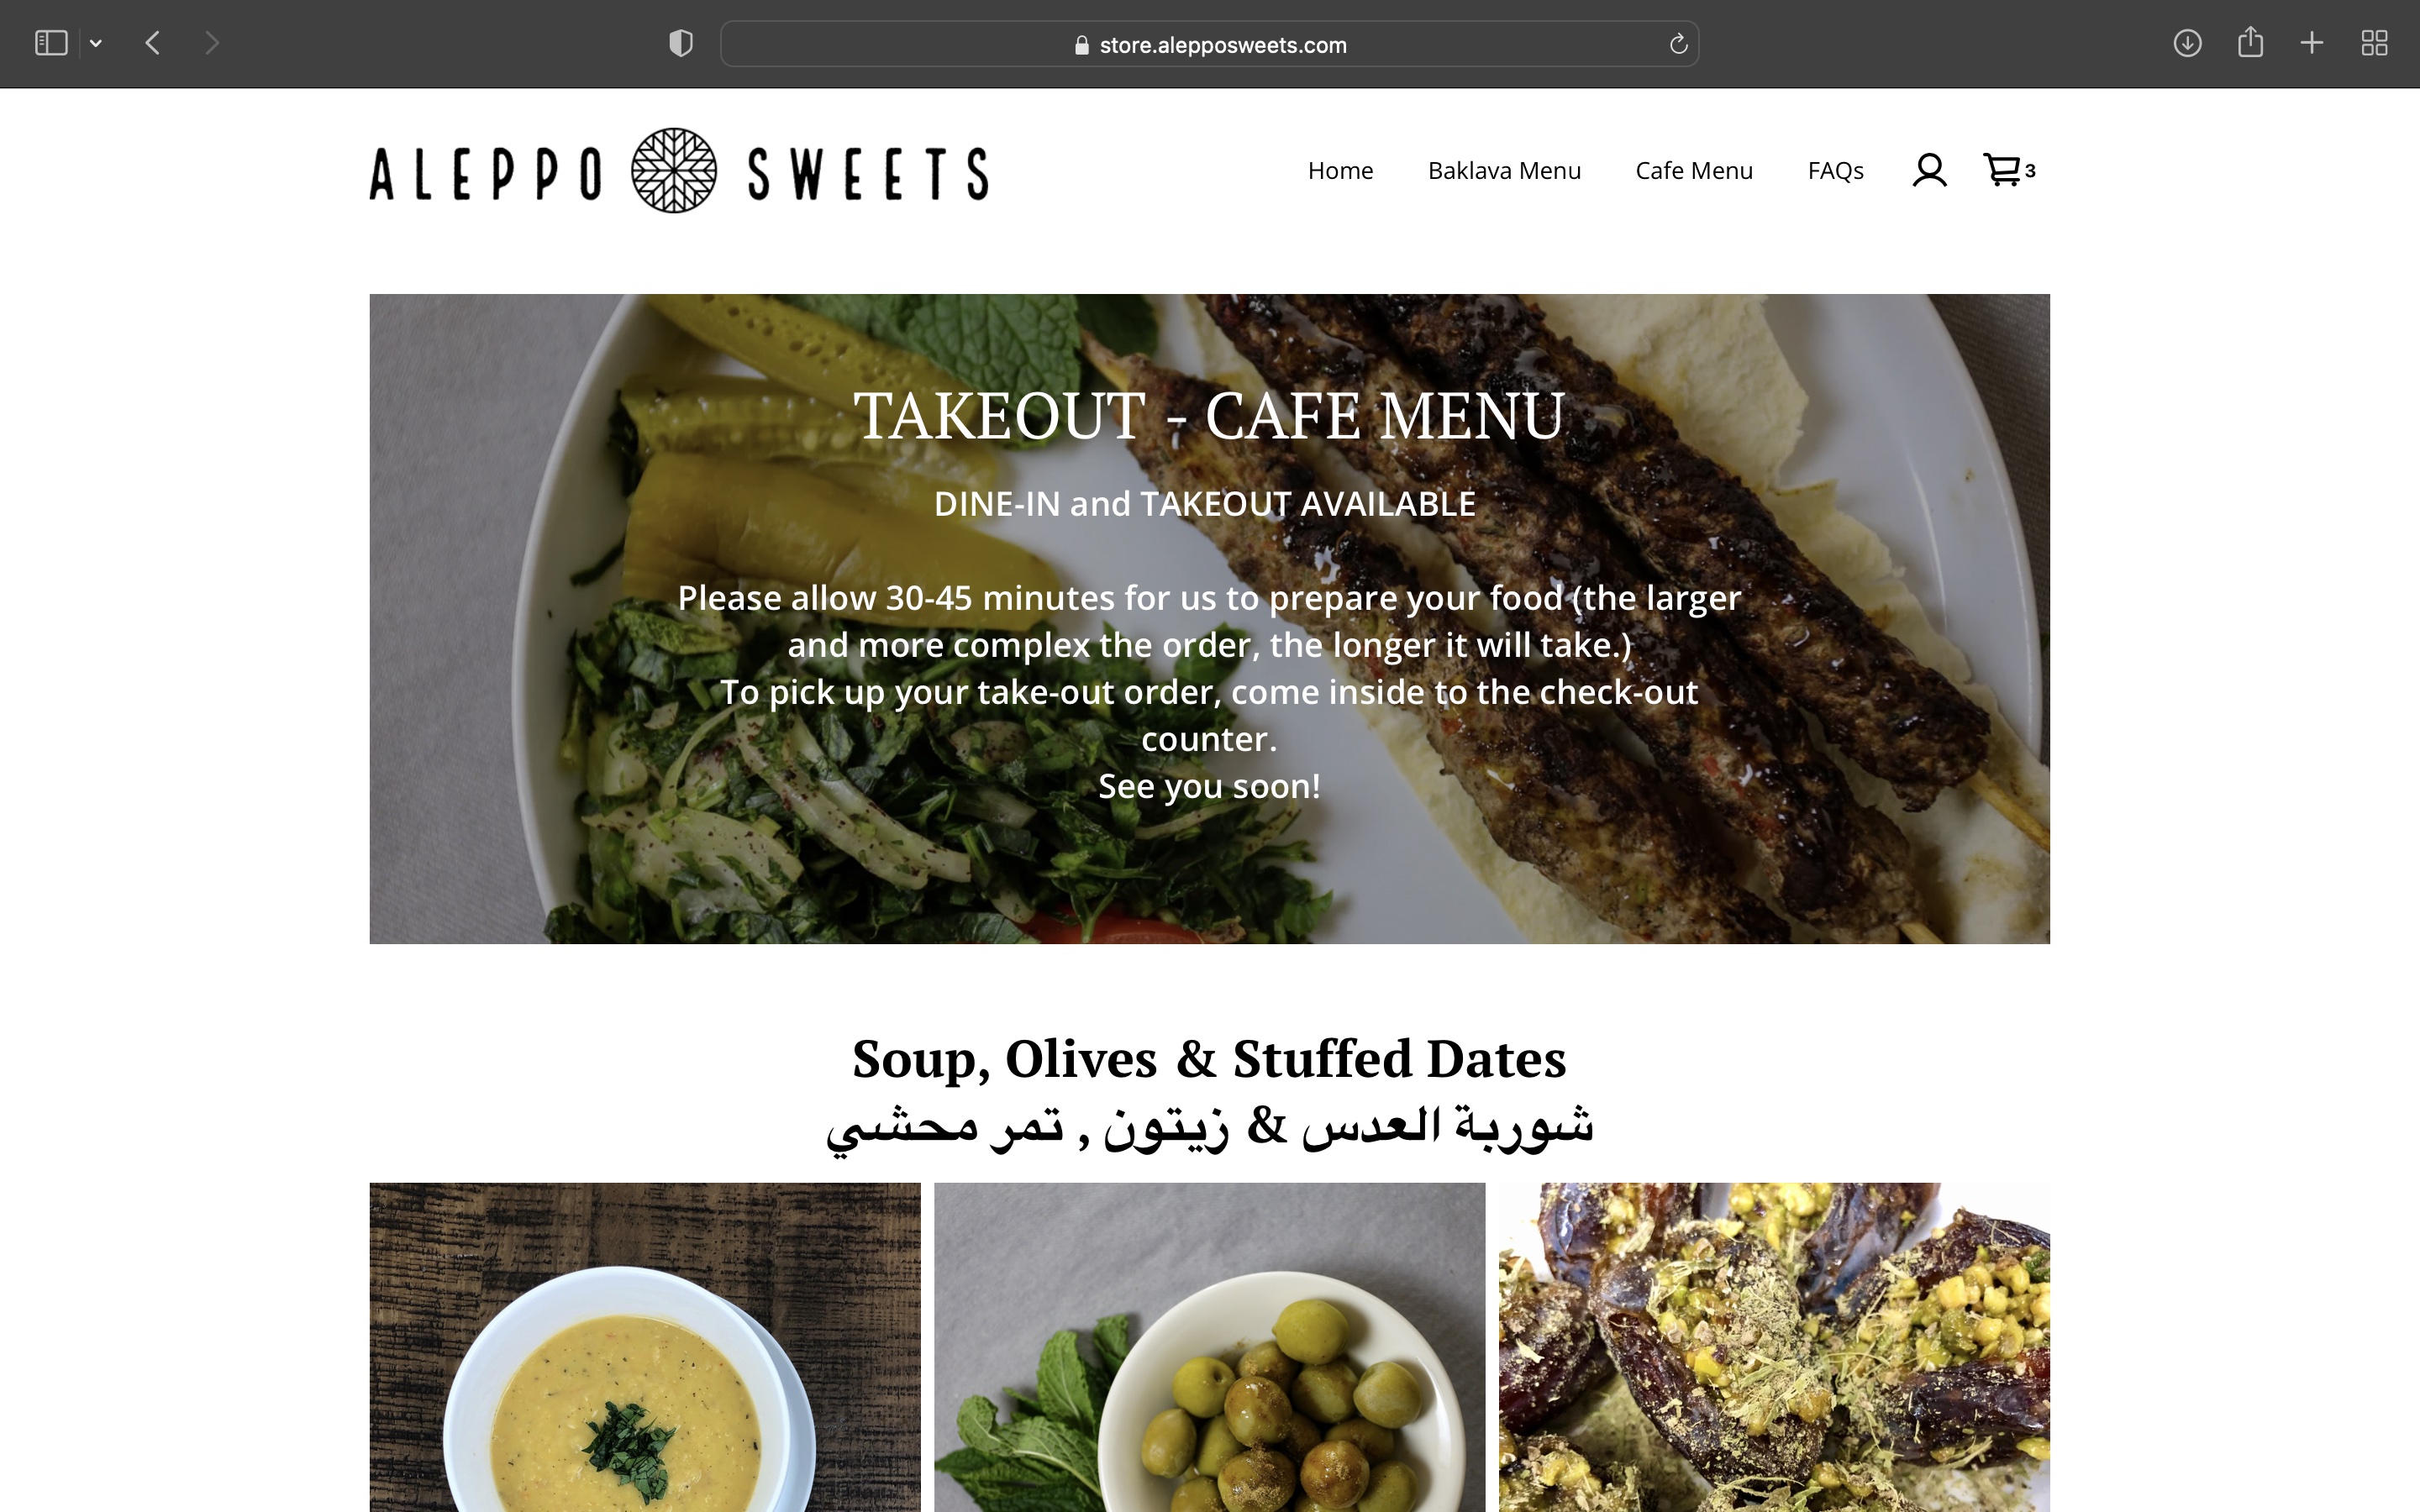 store.alepposweets.com
ALEPPO SWEETS
Home Baklava Menu Cafe Menu FAQs 3
TAKEOUT - CAFE MENU
DINE-IN and TAKEOUT AVAILABLE
Please allow 30-45 minutes for us to prepare your food (the larger
and more complex the order, the longer it will take.)
To pick up your take-out order, come inside to the check-out
counter.
See you soon!
Soup, Olives & Stuffed Dates
شوربة العدس & زيتون , تمر محشي